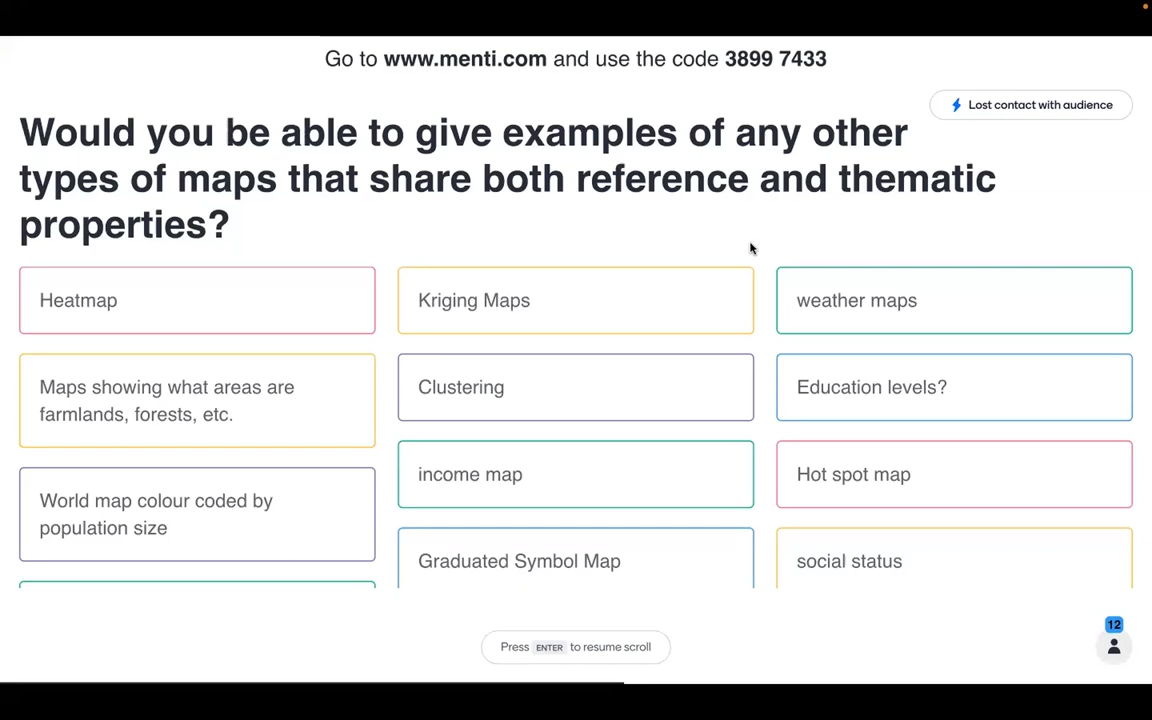 Go to www.menti.com and use the code 3899 7433
Lost contact with audience
Would you be able to give examples of any other
types of maps that share both reference and thematic
properties?
Heatmap
Maps showing what areas are
farmlands, forests, etc.
World map colour coded by
population size
Kriging Maps
Clustering
income map
Graduated Symbol Map
weather maps
Education levels?
Hot spot map
social status
12
Press ENTER to resume scroll